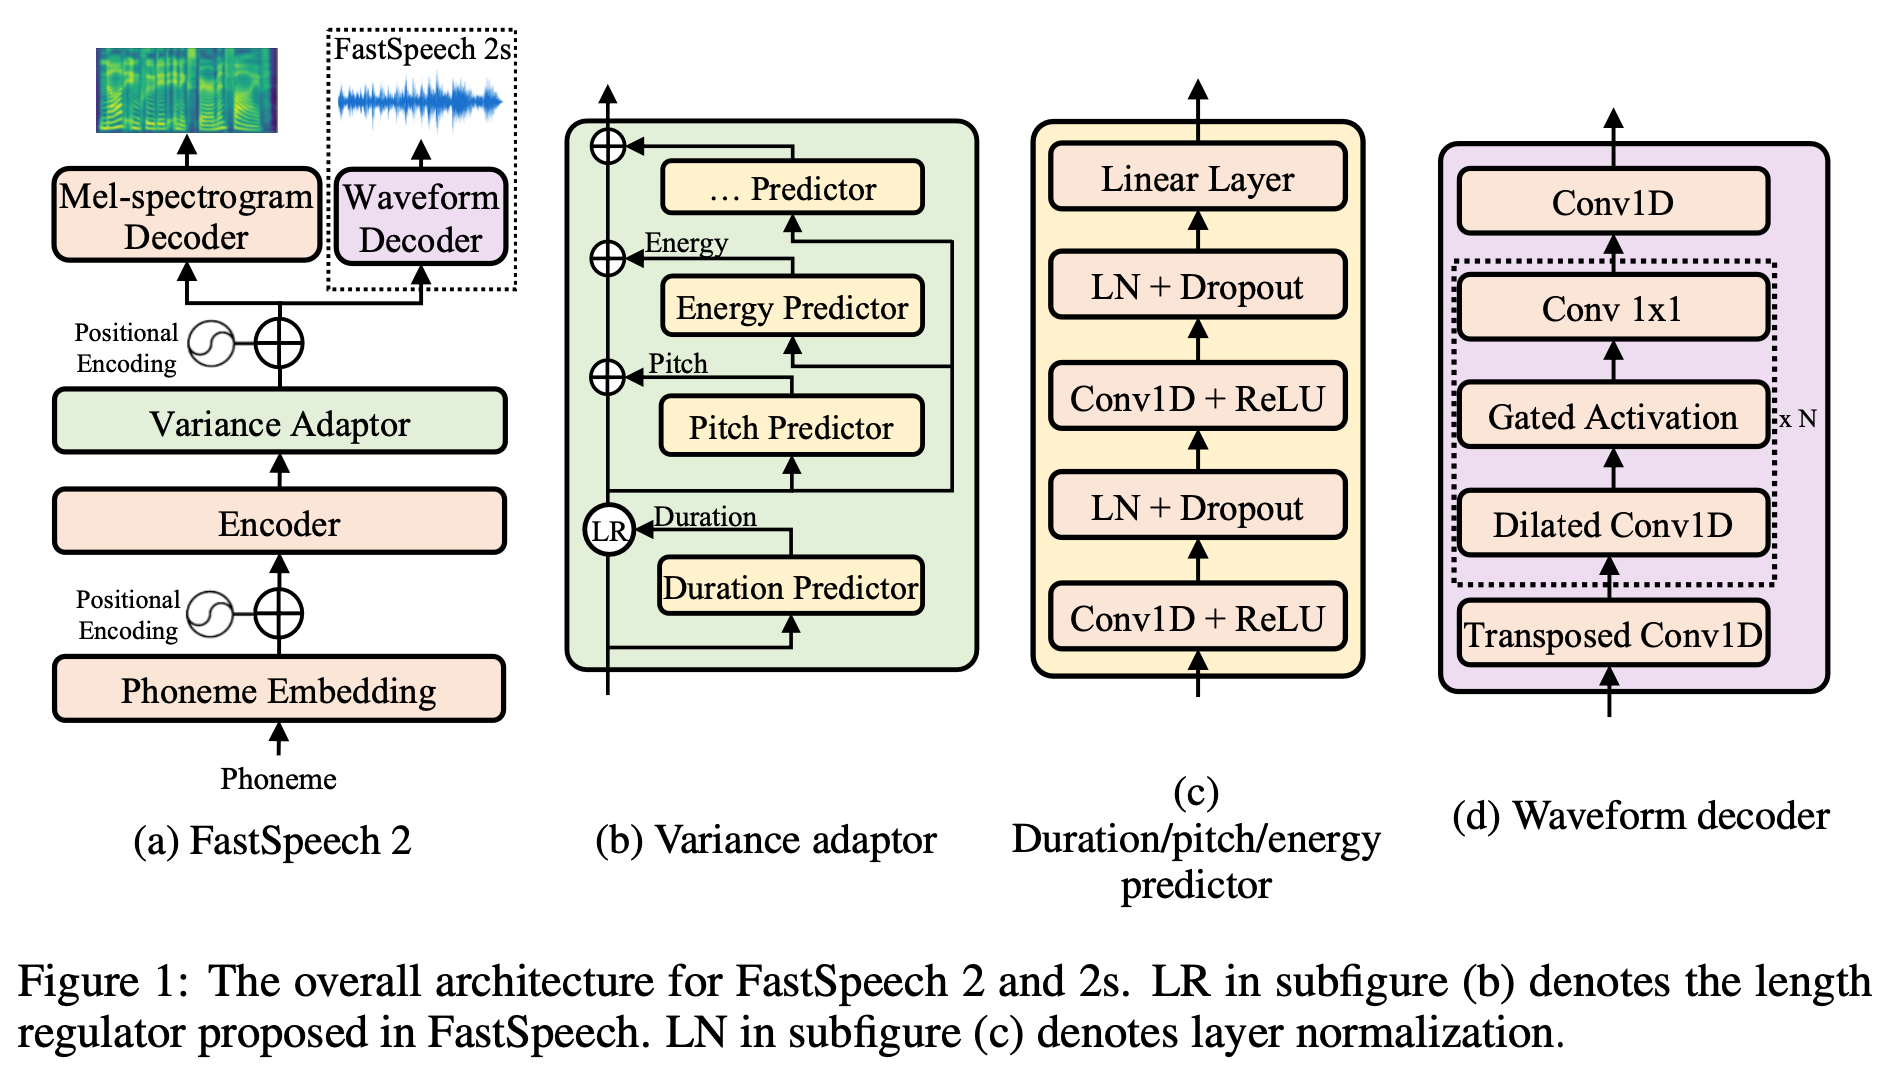 FastSpeech 2s
Mel-spectrogram
Decoder
Waveform
Decoder
Positional
Encoding
Variance Adaptor
Encoder
Positional
Encoding
Phoneme Embedding
Phoneme
(a) FastSpeech 2
... Predictor
Energy
Energy Predictor
Pitch
Pitch Predictor
LR
Duration
Duration Predictor
(b) Variance adaptor
Linear Layer
LN + Dropout
Conv1D + ReLU
LN + Dropout
Conv1D + ReLU
(c)
Duration/pitch/energy
predictor
Conv1D
Conv 1x1
Gated Activation
x N
Dilated Conv1D
Transposed Conv1D
(d) Waveform decoder
Figure 1: The overall architecture for FastSpeech 2 and 2s. LR in subfigure (b) denotes the length
regulator proposed in FastSpeech. LN in subfigure (c) denotes layer normalization.